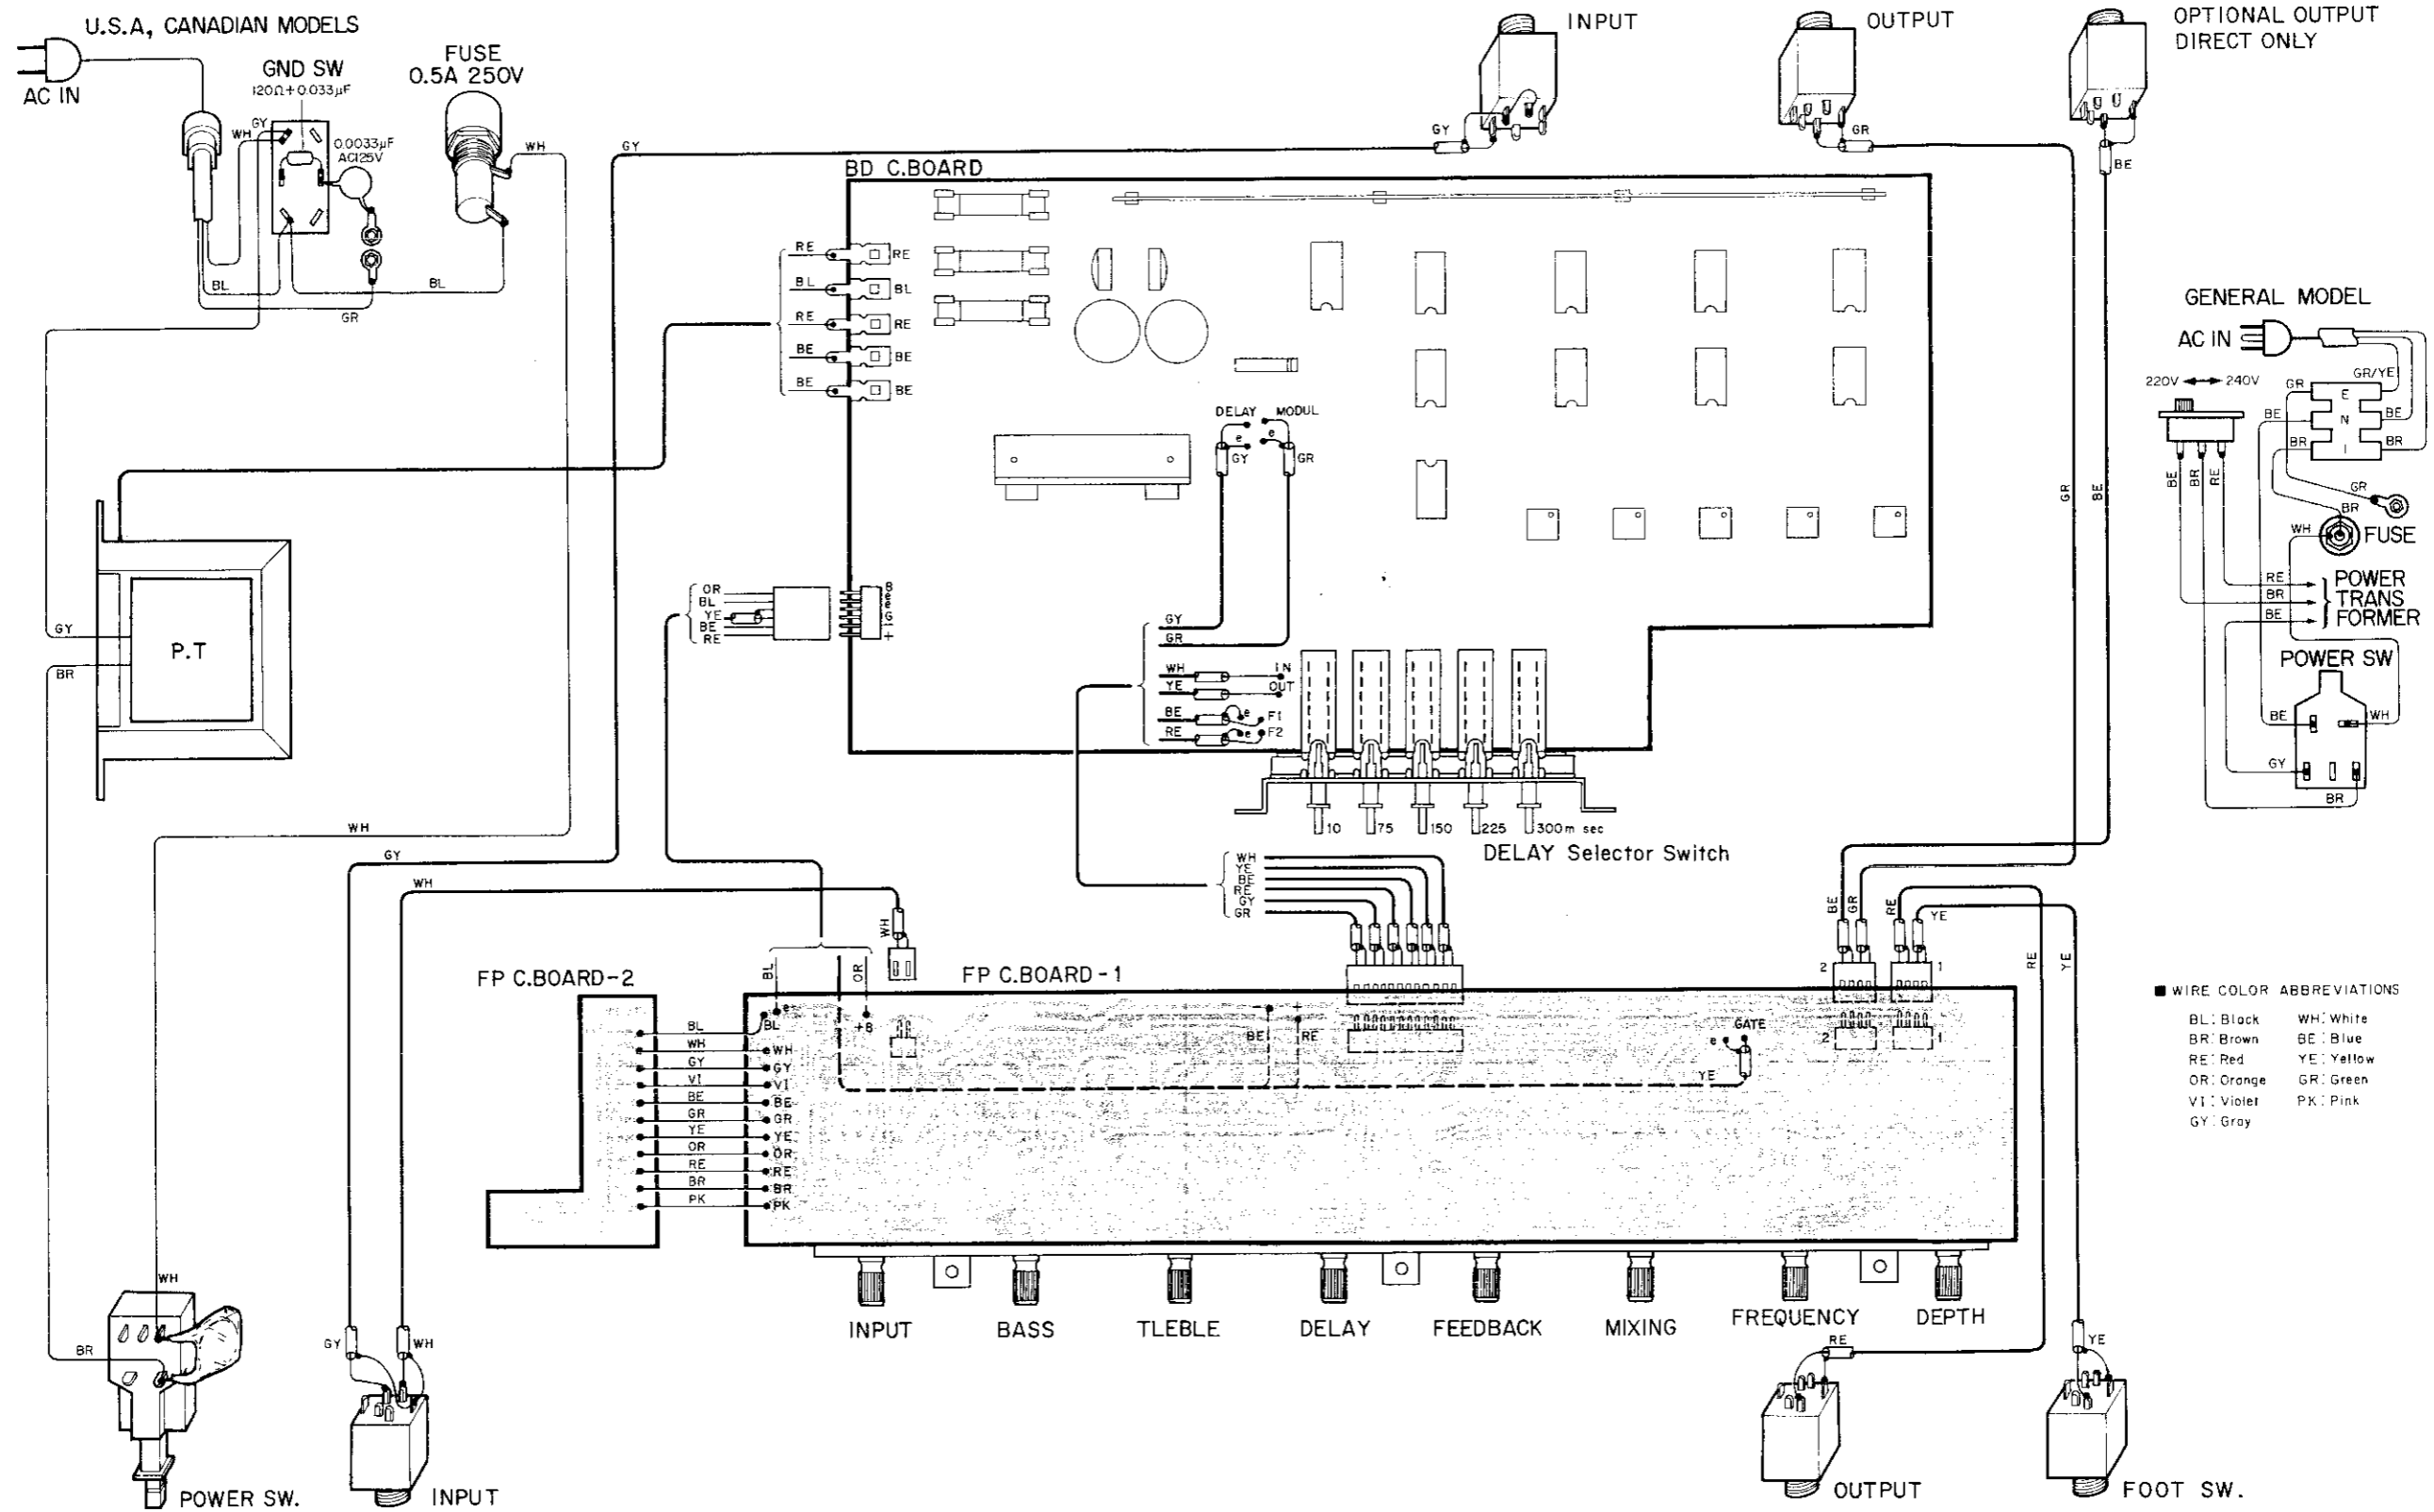 U.S.A, CANADIAN MODELS
AC IN
GND SW
120Ω+0.033μF
FUSE
0.5A 250V
GY
WH
0.0033μF
AC125V
WH
BL
GR
BL
GY
INPUT
GY
OUTPUT
GR
OPTIONAL OUTPUT
DIRECT ONLY
BE
BD C.BOARD
RE
RE
BL
BL
RE
RE
BE
BE
BE
BE
DELAY
MODUL
e
e
GY
GR
GR
BE
GENERAL MODEL
AC IN
220V
240V
GR/YE
GR
E
BE
N
BE
BR
I
BR
BE
BR
RE
GR
BR
WH
FUSE
RE
BR
BE
POWER
TRANS
FORMER
POWER SW
BE
WH
GY
BR
P.T
GY
BR
OR
BL
YE
BE
RE
B
e
e
G
-
+
GY
GR
WH
IN
YE
OUT
BE
e
F1
RE
e
F2
10
75
150
225
300m sec
DELAY Selector Switch
WH
GY
WH
WH
WH
YE
BE
RE
GY
GR
BE
GR
RE
YE
RE
YE
FP C.BOARD-2
FP C.BOARD-1
BL
OR
2
1
BL
e
BL
+B
WH
WH
GY
GY
VI
VI
BE
BE
GR
GR
YE
YE
OR
OR
RE
RE
BR
BR
PK
PK
-
+
BE
RE
GATE
e
YE
2
1
■ WIRE COLOR ABBREVIATIONS
BL: Black WH: White
BR: Brown BE: Blue
RE: Red YE: Yellow
OR: Orange GR: Green
VI: Violet PK: Pink
GY: Gray
INPUT
BASS
TLEBLE
DELAY
FEEDBACK
MIXING
FREQUENCY
DEPTH
WH
BR
POWER SW.
GY
WH
INPUT
RE
OUTPUT
YE
FOOT SW.